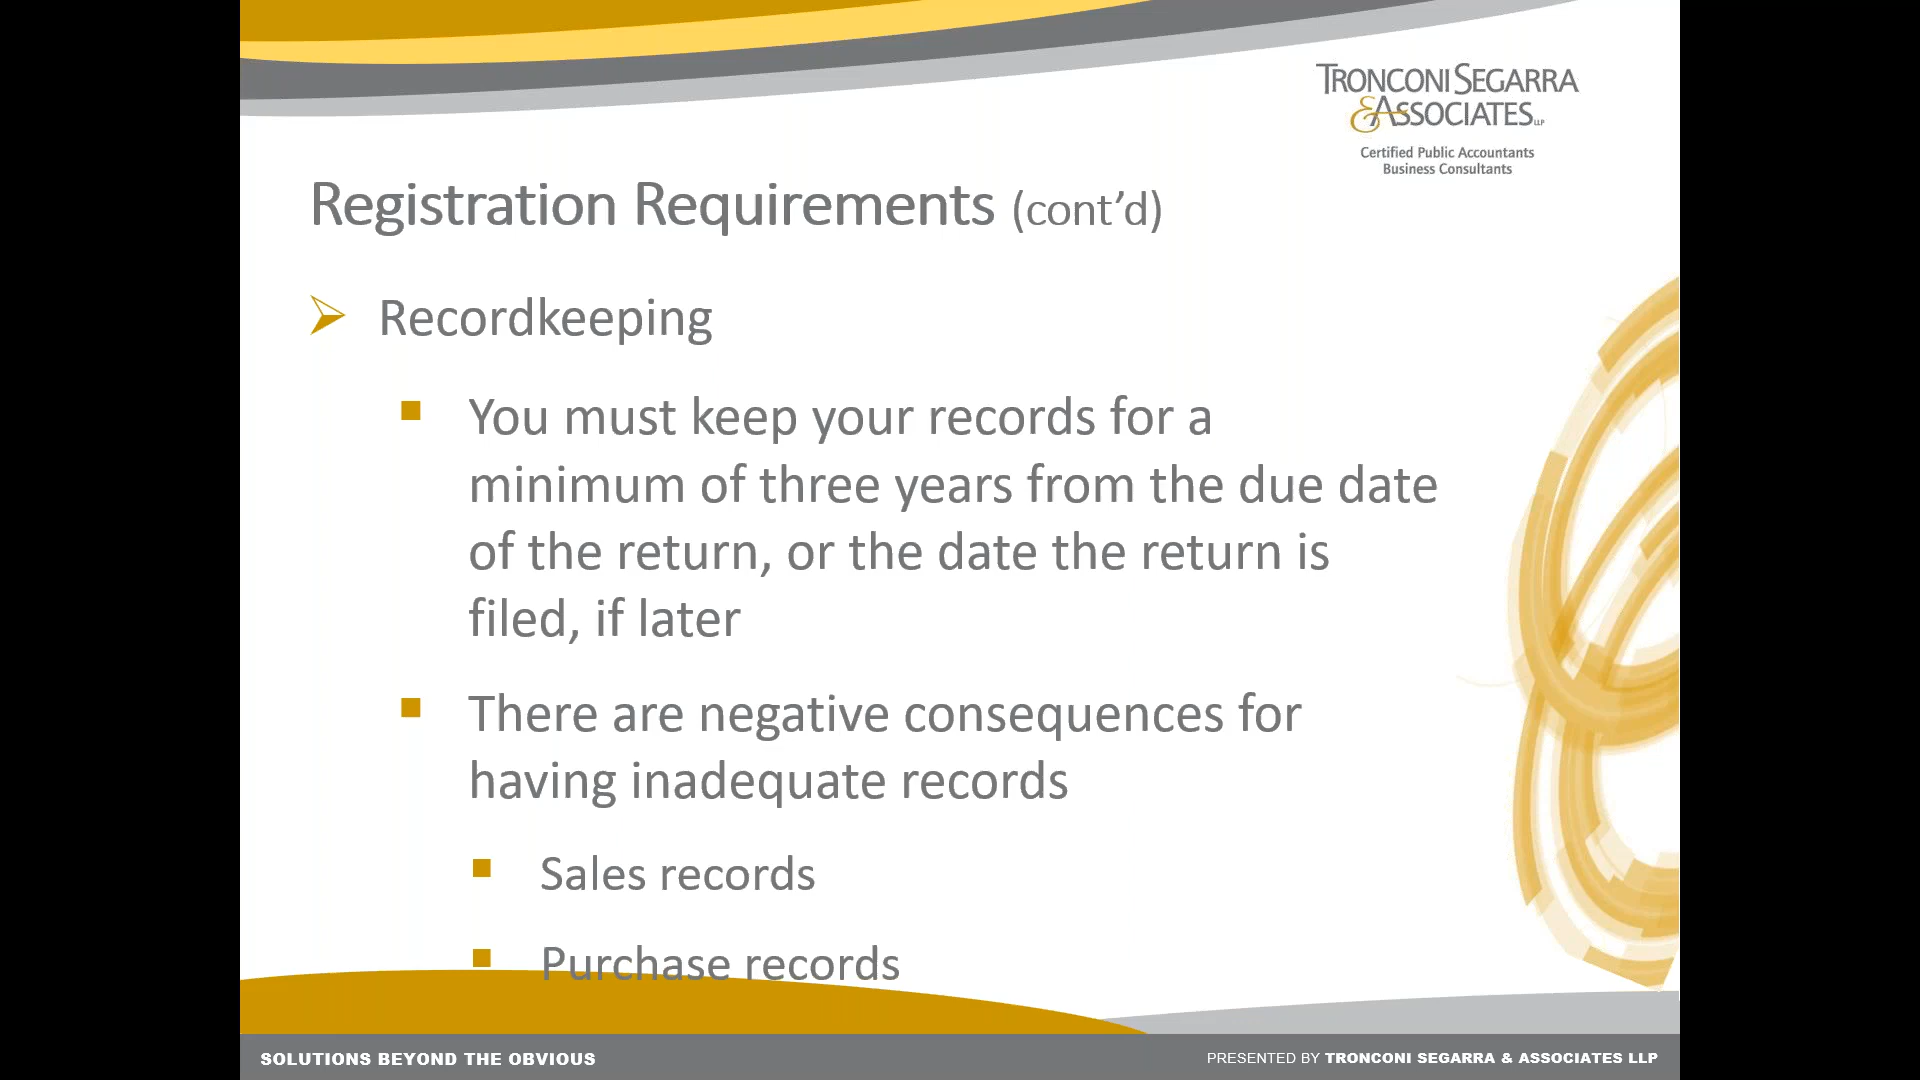 TRONCONI SEGARRA
& ASSOCIATES LLP
Certified Public Accountants
Business Consultants
Registration Requirements (cont’d)
Recordkeeping
You must keep your records for a
minimum of three years from the due date
of the return, or the date the return is
filed, if later
There are negative consequences for
having inadequate records
Sales records
Purchase records
SOLUTIONS BEYOND THE OBVIOUS
PRESENTED BY TRONCONI SEGARRA & ASSOCIATES LLP